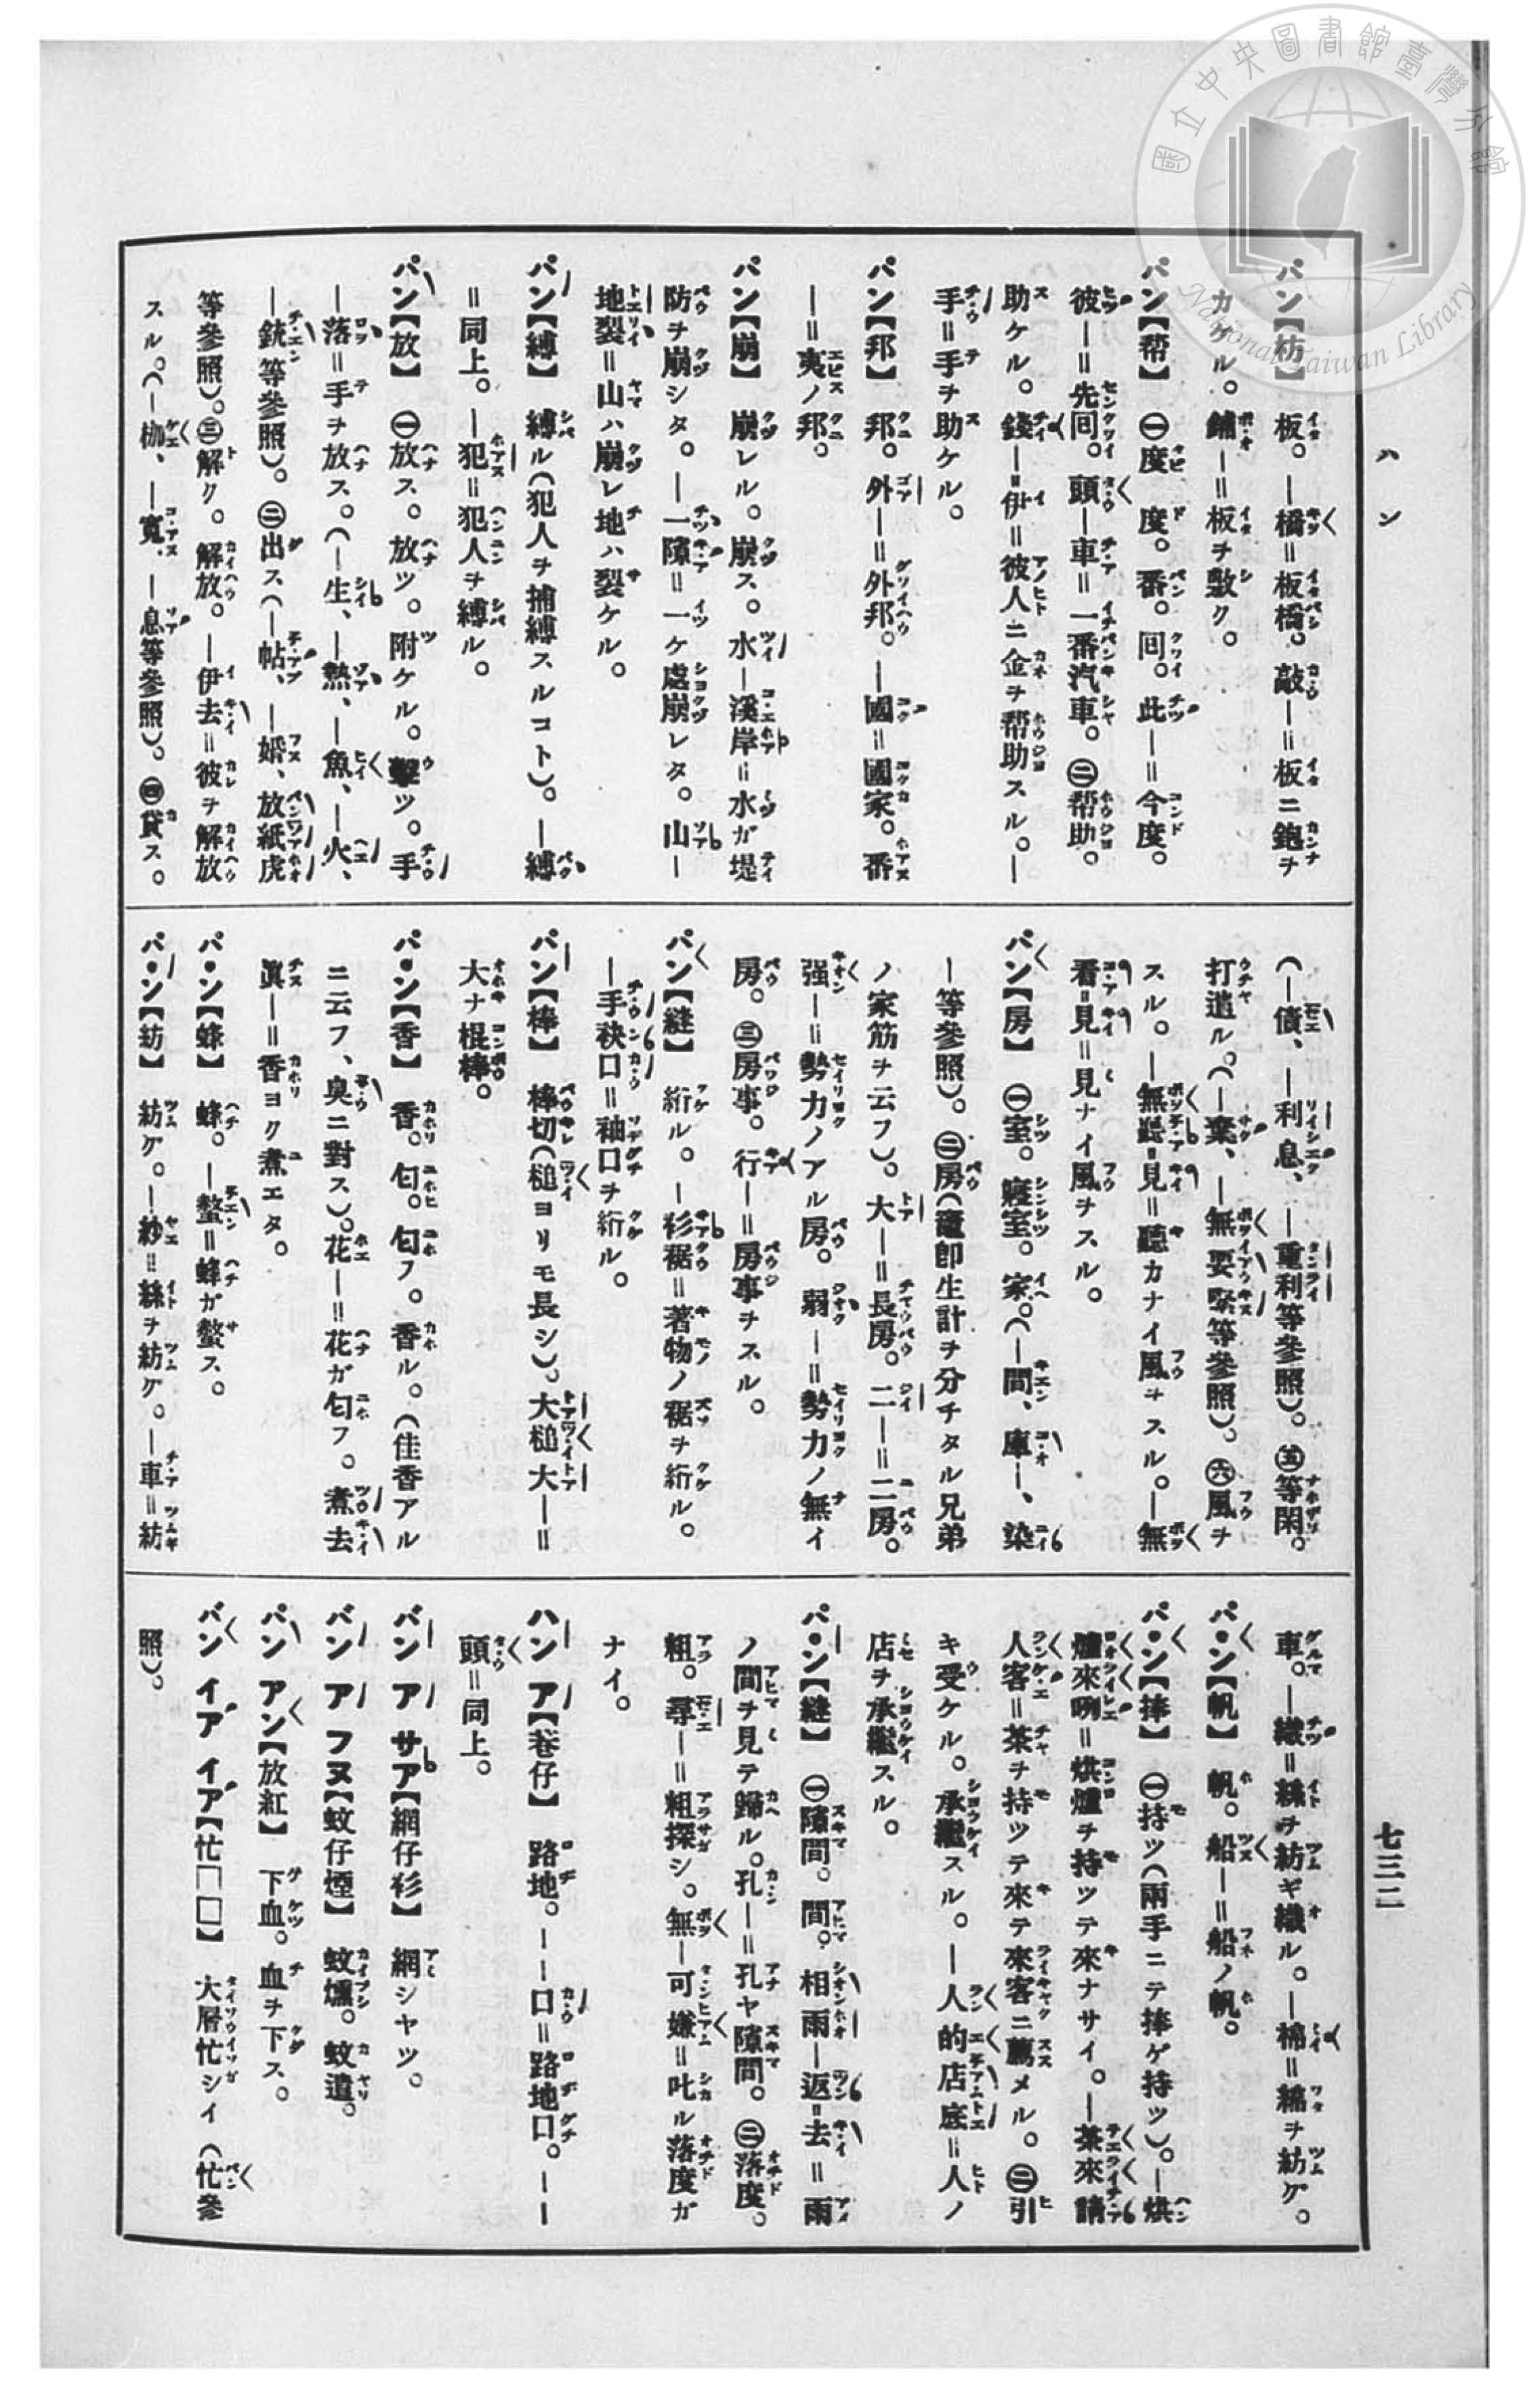 ハン
七三二
パン【枋】 板。—橋＝板橋。敲—＝板ニ鉋ヲ
カケル。鋪—＝板ヲ敷ク。
パン【幇】 ㊀度 度。番。囘。此—＝今度。
彼—＝先囘。頭—車＝一番汽車。㊁幇助。
助ケル。錢—伊＝彼人ニ金ヲ幇助スル。—
手＝手ヲ助ケル。
パン【邦】 邦。外—＝外邦。—國＝國家。番
—＝夷ノ邦。
パン【崩】 崩レル。崩ス。水—溪岸＝水ガ堤
防ヲ崩シタ。—一隙＝一ケ處崩レタ。山—
地裂＝山ハ崩レ地ハ裂ケル。
パン【縛】 縛ル(犯人ヲ捕縛スルコト)。—縛
＝同上。—犯＝犯人ヲ縛ル。
パン【放】 ㊀放ス。放ツ。附ケル。擊ツ。手
—落＝手ヲ放ス。(—生、—熱、—魚、—火、
—銃等參照)。㊁出ス(—帖、—婚、放紙虎
等參照)。㊂解ク。解放。—伊去＝彼ヲ解放
スル。(—枷、—寬、—息等參照)。㊃貸ス。
(—債、—利息、—重利等參照)。㊄等閑。
打遣ル。(—棄、—無要緊等參照)。㊅風ヲ
スル。—無聽見＝聽カナイ風ヲスル。—無
看見＝見ナイ風ヲスル。
パン【房】 ㊀室。寢室。家。(—間、庫—、染
—等參照)。㊁房(竈卽生計ヲ分チタル兄弟
ノ家筋ヲ云フ)。大—＝長房。二—＝二房。
强—＝勢力ノアル房。弱—＝勢力ノ無イ
房。㊂房事。行—＝房事ヲスル。
パン【縫】 絎ル。—衫裾＝著物ノ裾ヲ絎ル。
—手䘸口＝袖口ヲ絎ル。
パン【棒】 棒切(槌ヨリモ長シ)。大槌大—＝
大ナ棍棒。
パ・ン【香】 香。匂。匂フ。香ル。(佳香アル
ニ云フ、臭ニ對ス)。花—＝花ガ匂フ。煮去
眞—＝香ヨク煮エタ。
パ・ン【蜂】 蜂。—螫＝蜂ガ螫ス。
パ・ン【紡】 紡グ。—紗＝絲ヲ紡グ。—車＝紡
車。—織＝絲ヲ紡ギ織ル。—棉＝綿ヲ紡グ。
パ・ン【帆】 帆。船—＝船ノ帆。
パ・ン【捧】 ㊀持ツ(兩手ニテ捧ゲ持ツ)。—烘
爐來咧＝烘爐ヲ持ツテ來ナサイ。—茶來請
人客＝茶ヲ持ツテ來テ來客ニ薦メル。㊁引
キ受ケル。承繼スル。—人的店底＝人ノ
店ヲ承繼スル。
パ・ン【縫】 ㊀隙間。間。相雨—返去＝雨
ノ間ヲ見テ歸ル。孔—＝孔ヤ隙間。㊁落度。
粗。尋—＝粗探シ。無—可嫌＝叱ル落度ガ
ナイ。
ハン ア【巷仔】 路地。——口＝路地口。——
頭＝同上。
バン ア サア【網仔衫】 網シヤツ。
バン ア フヌ【蚊仔煙】 蚊燻。蚊遣。
パン アン【放紅】 下血。血ヲ下ス。
バン イア イア【忙□□】 大層忙シイ(忙參
照)。